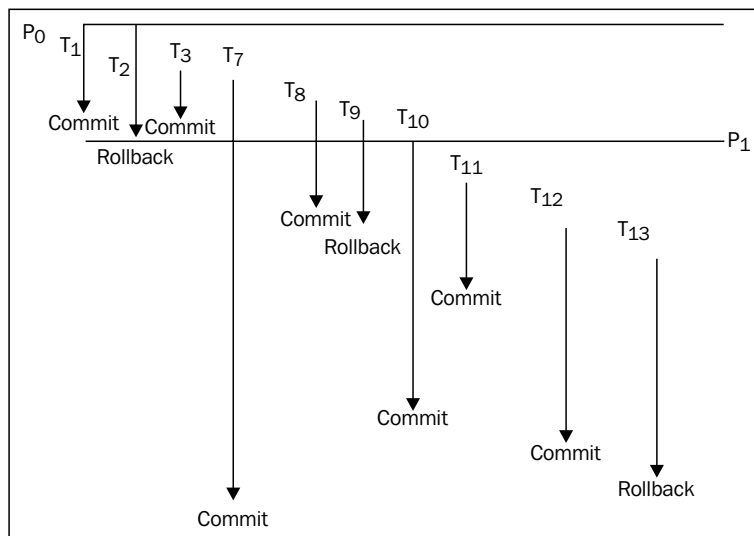 P0
T1
T2
T3
T7
T8
T9
T10
Commit
Commit
Rollback
P1
T11
T12
T13
Commit
Rollback
Commit
Commit
Commit
Rollback
Commit